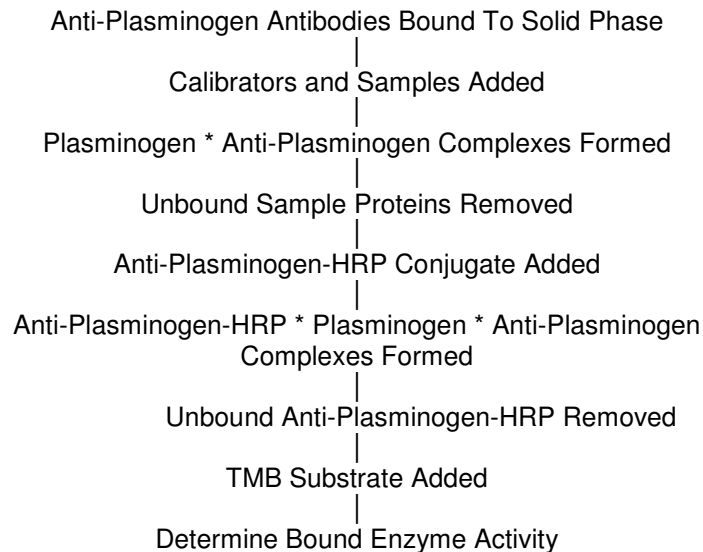 Anti-Plasminogen Antibodies Bound To Solid Phase
Calibrators and Samples Added
Plasminogen * Anti-Plasminogen Complexes Formed
Unbound Sample Proteins Removed
Anti-Plasminogen-HRP Conjugate Added
Anti-Plasminogen-HRP * Plasminogen * Anti-Plasminogen
Complexes Formed
Unbound Anti-Plasminogen-HRP Removed
TMB Substrate Added
Determine Bound Enzyme Activity